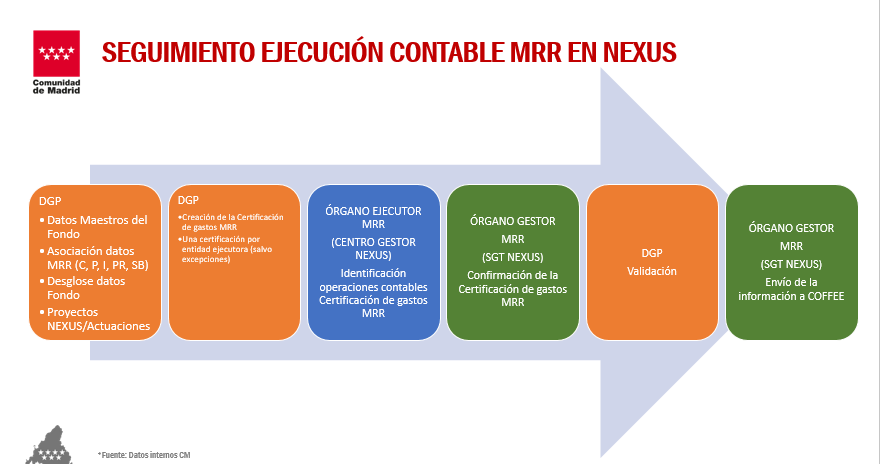 SEGUIMIENTO EJECUCIÓN CONTABLE MRR EN NEXUS
Comunidad
de Madrid
DGP
• Datos Maestros del
Fondo
• Asociación datos
MRR (C, P, I, PR, SB)
• Desglose datos
Fondo
• Proyectos
NEXUS/Actuaciones
DGP
•Creación de la Certificación
de gastos MRR
•Una certificación por
entidad ejecutora (salvo
excepciones)
ÓRGANO EJECUTOR
MRR
(CENTRO GESTOR
NEXUS)
Identificación
operaciones contables
Certificación de gastos
MRR
ÓRGANO GESTOR
MRR
(SGT NEXUS)
Confirmación de la
Certificación de gastos
MRR
DGP
Validación
ÓRGANO GESTOR
MRR
(SGT NEXUS)
Envío de la
información a COFFEE
*Fuente: Datos internos CM